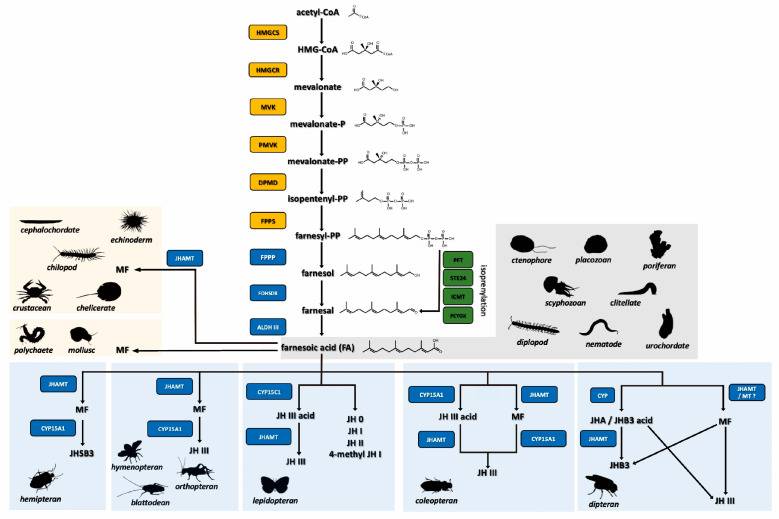 acetyl-CoA
HMGCS
HMG-CoA
HMGCR
mevalonate
MVK
mevalonate-P
PMVK
mevalonate-PP
DPMD
isopentenyl-PP
FPPS
farnesyl-PP
FPPP
farnesol
FOHSDR
farnesal
ALDH III
farnesoic acid (FA)
FRT
STE24
ICMT
PCYOX
isoprenylation
cephalochordate
echinoderm
chilopod
MF
JHAMT
crustacean
chelicerate
polychaete
mollusc
MF
ctenophore
placozoan
poriferan
scyphozoan
clitellate
diplopod
nematode
urochordate
JHAMT
MF
CYP15A1
JHSB3
hemipteran
JHAMT
MF
CYP15A1
JH III
hymenopteran
orthopteran
blattodean
CYP15C1
JH III acid
JHAMT
JH III
JH 0
JH I
JH II
4-methyl JH I
lepidopteran
CYP15A1
JHAMT
JH III acid
MF
JHAMT
CYP15A1
JH III
coleopteran
CYP
JHAMT
/ MT ?
JHA / JHB3 acid
MF
JHAMT
JHB3
dipteran
JH III